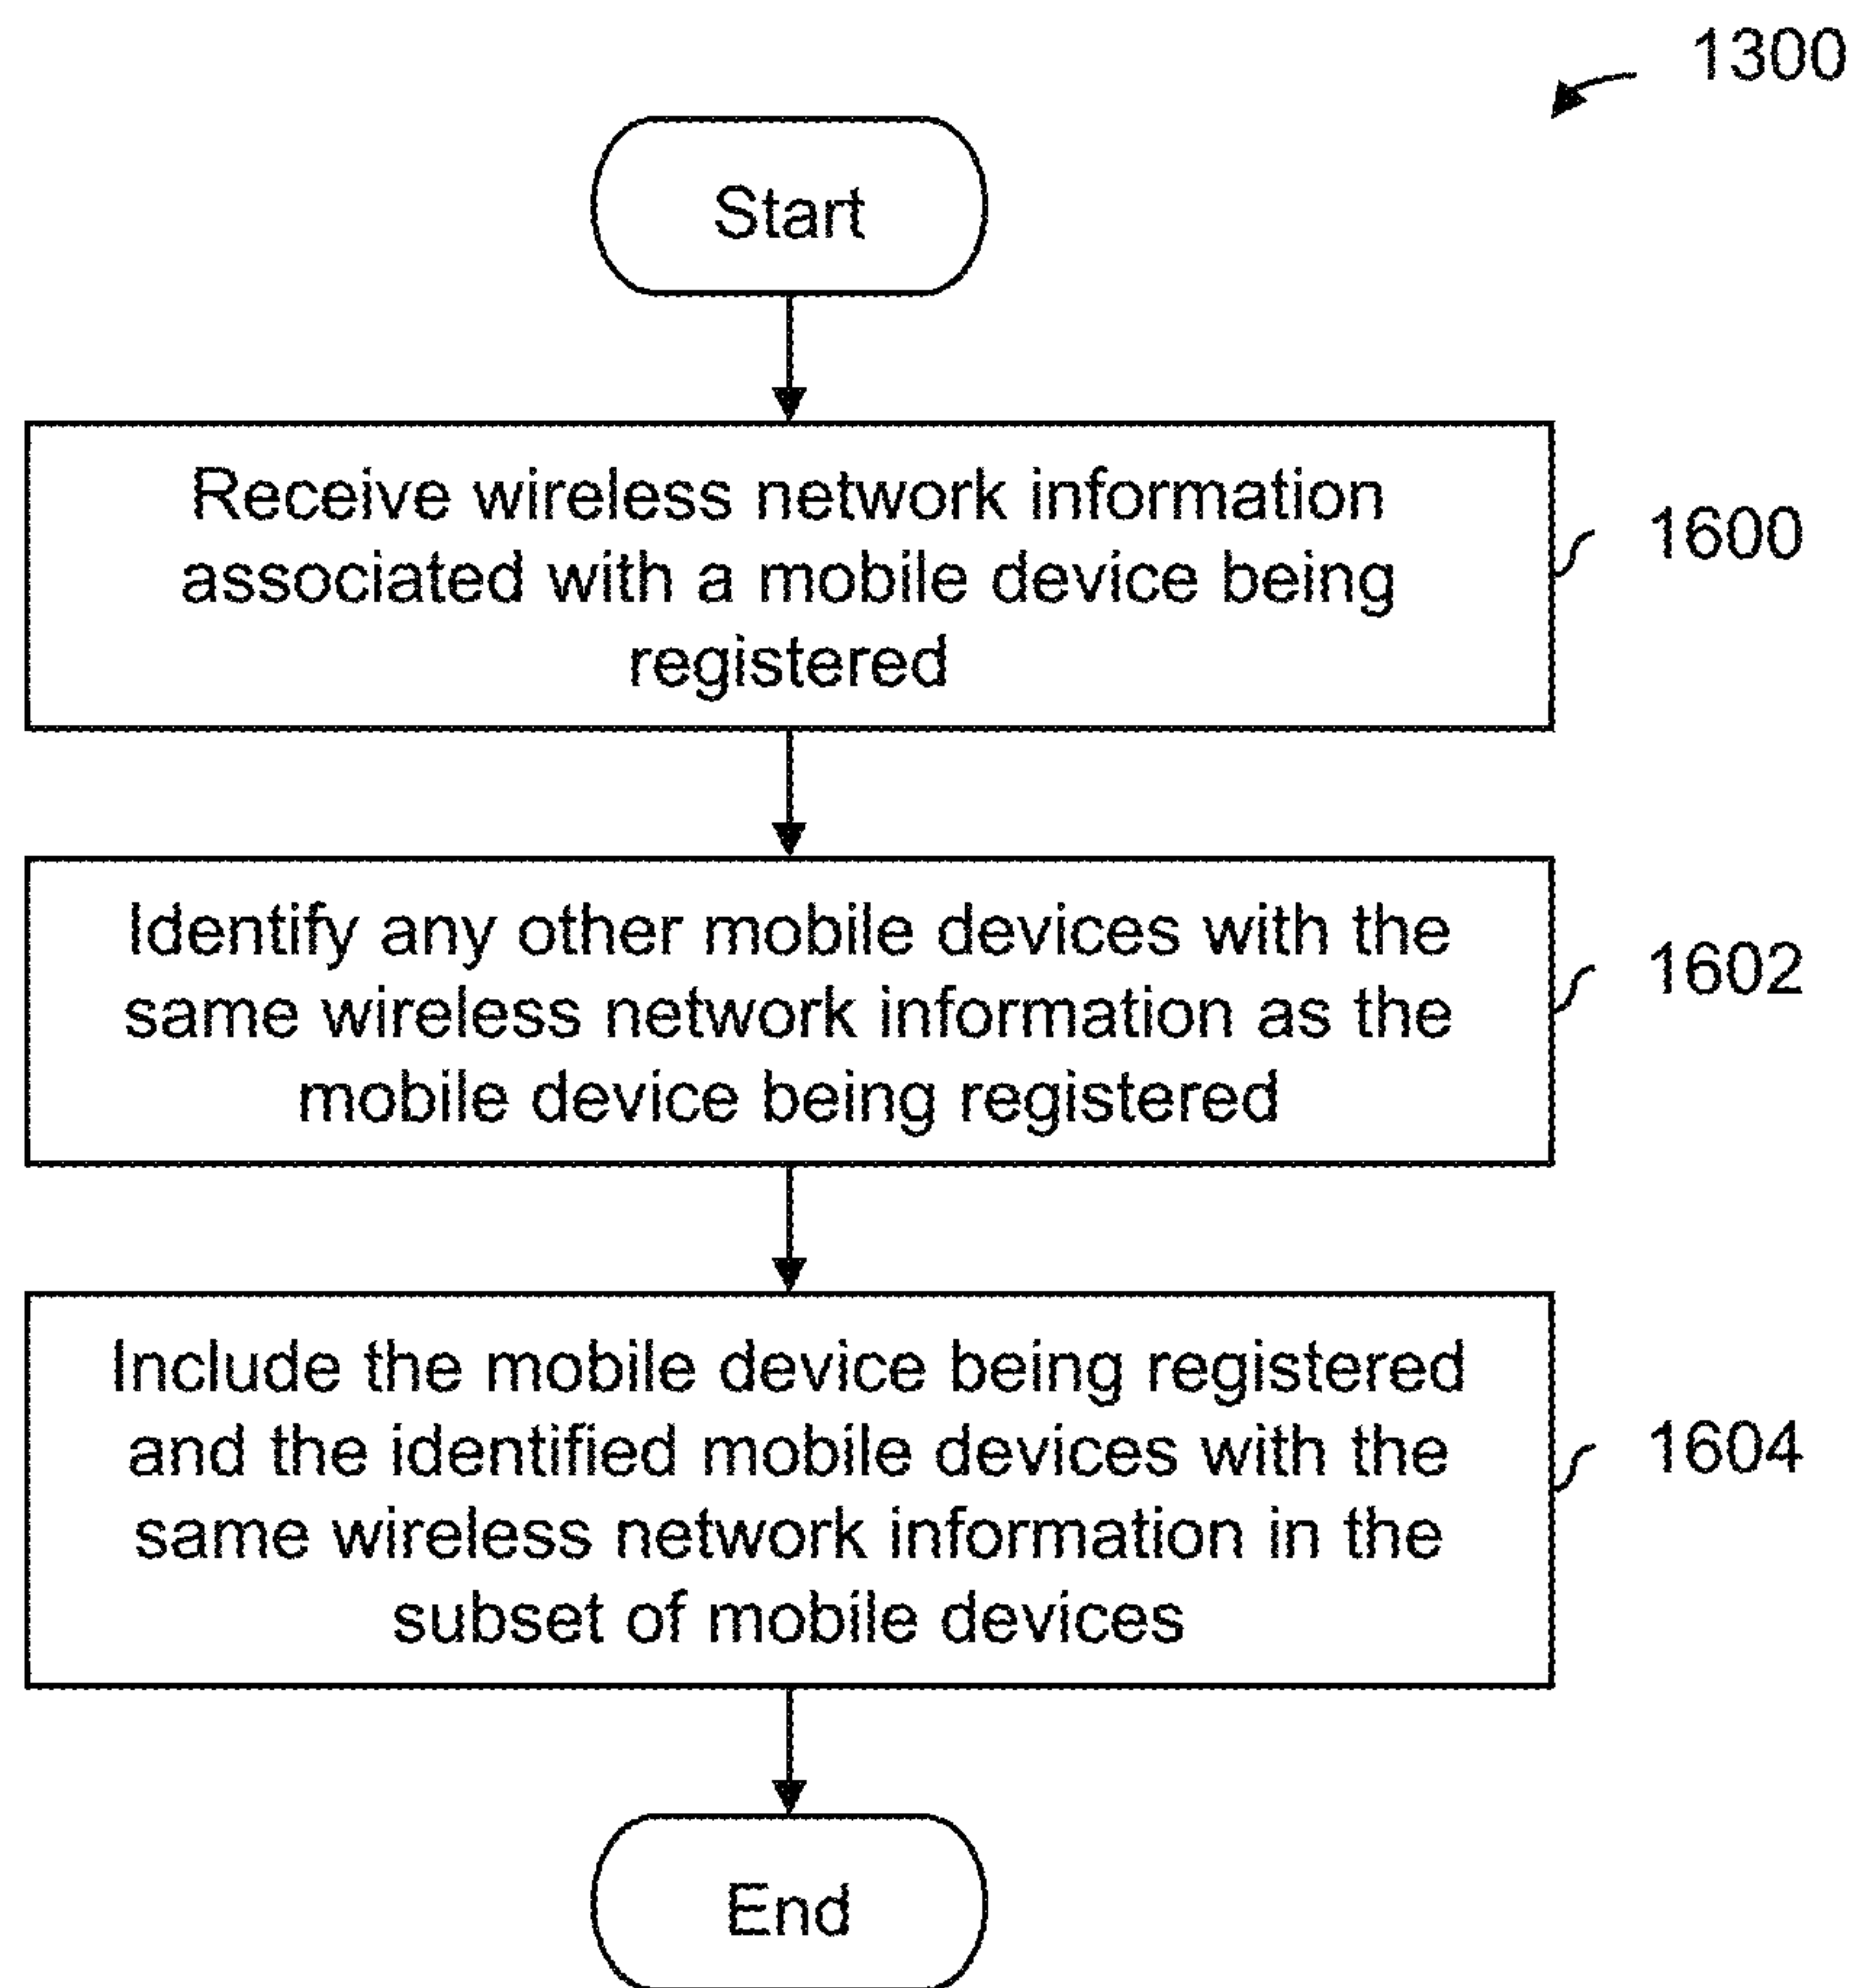 1300
Start
Receive wireless network information
associated with a mobile device being
registered
1600
Identify any other mobile devices with the
same wireless network information as the
mobile device being registered
1602
Include the mobile device being registered
and the identified mobile devices with the
same wireless network information in the
subset of mobile devices
1604
End